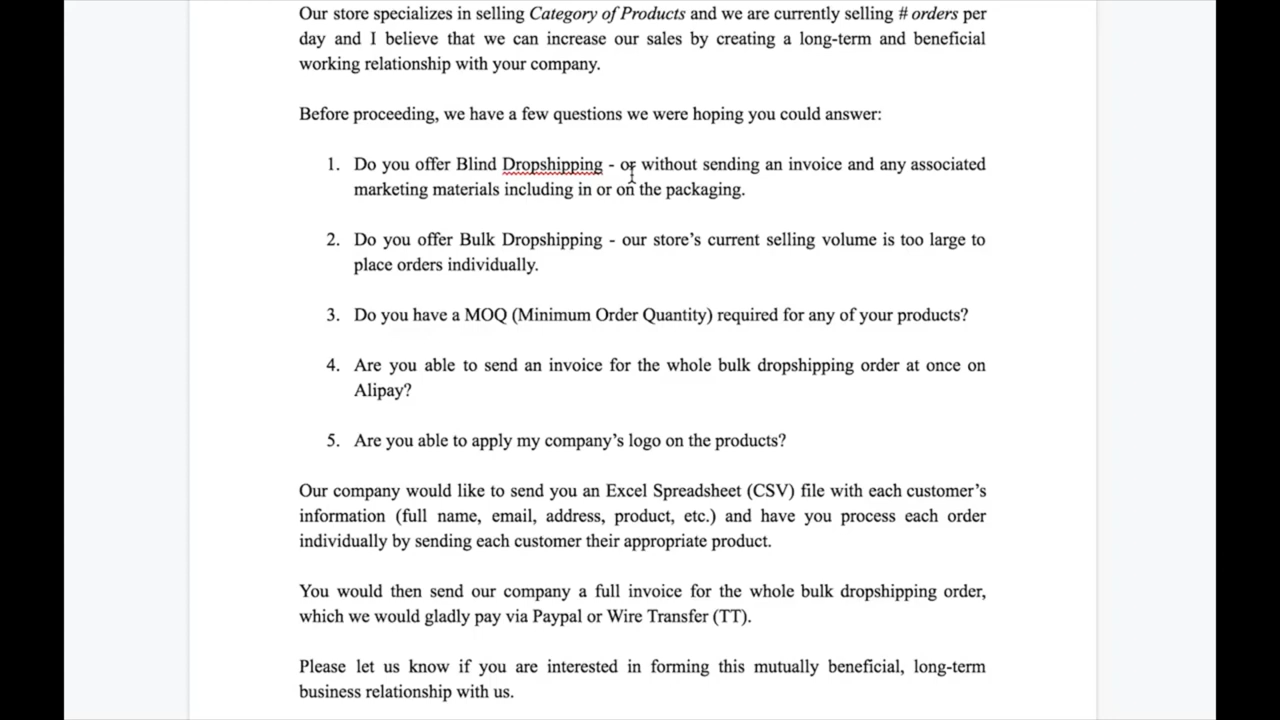 Our store specializes in selling Category of Products and we are currently selling # orders per
day and I believe that we can increase our sales by creating a long-term and beneficial
working relationship with your company.
Before proceeding, we have a few questions we were hoping you could answer:
1. Do you offer Blind Dropshipping - or without sending an invoice and any associated
marketing materials including in or on the packaging.
2. Do you offer Bulk Dropshipping - our store's current selling volume is too large to
place orders individually.
3. Do you have a MOQ (Minimum Order Quantity) required for any of your products?
4. Are you able to send an invoice for the whole bulk dropshipping order at once on
Alipay?
5. Are you able to apply my company's logo on the products?
Our company would like to send you an Excel Spreadsheet (CSV) file with each customer's
information (full name, email, address, product, etc.) and have you process each order
individually by sending each customer their appropriate product.
You would then send our company a full invoice for the whole bulk dropshipping order,
which we would gladly pay via Paypal or Wire Transfer (TT).
Please let us know if you are interested in forming this mutually beneficial, long-term
business relationship with us.